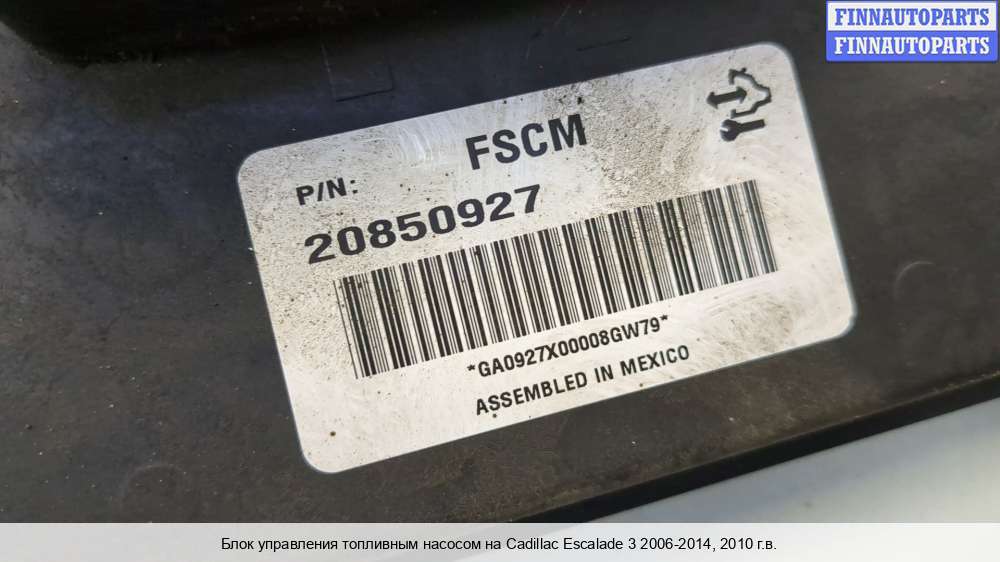 FINNAUTOPARTS
FINNAUTOPARTS
FSCM
P/N:
20850927
*GA0927X00008GW79*
ASSEMBLED IN MEXICO
Блок управления топливным насосом на Cadillac Escalade 3 2006-2014, 2010 г.в.